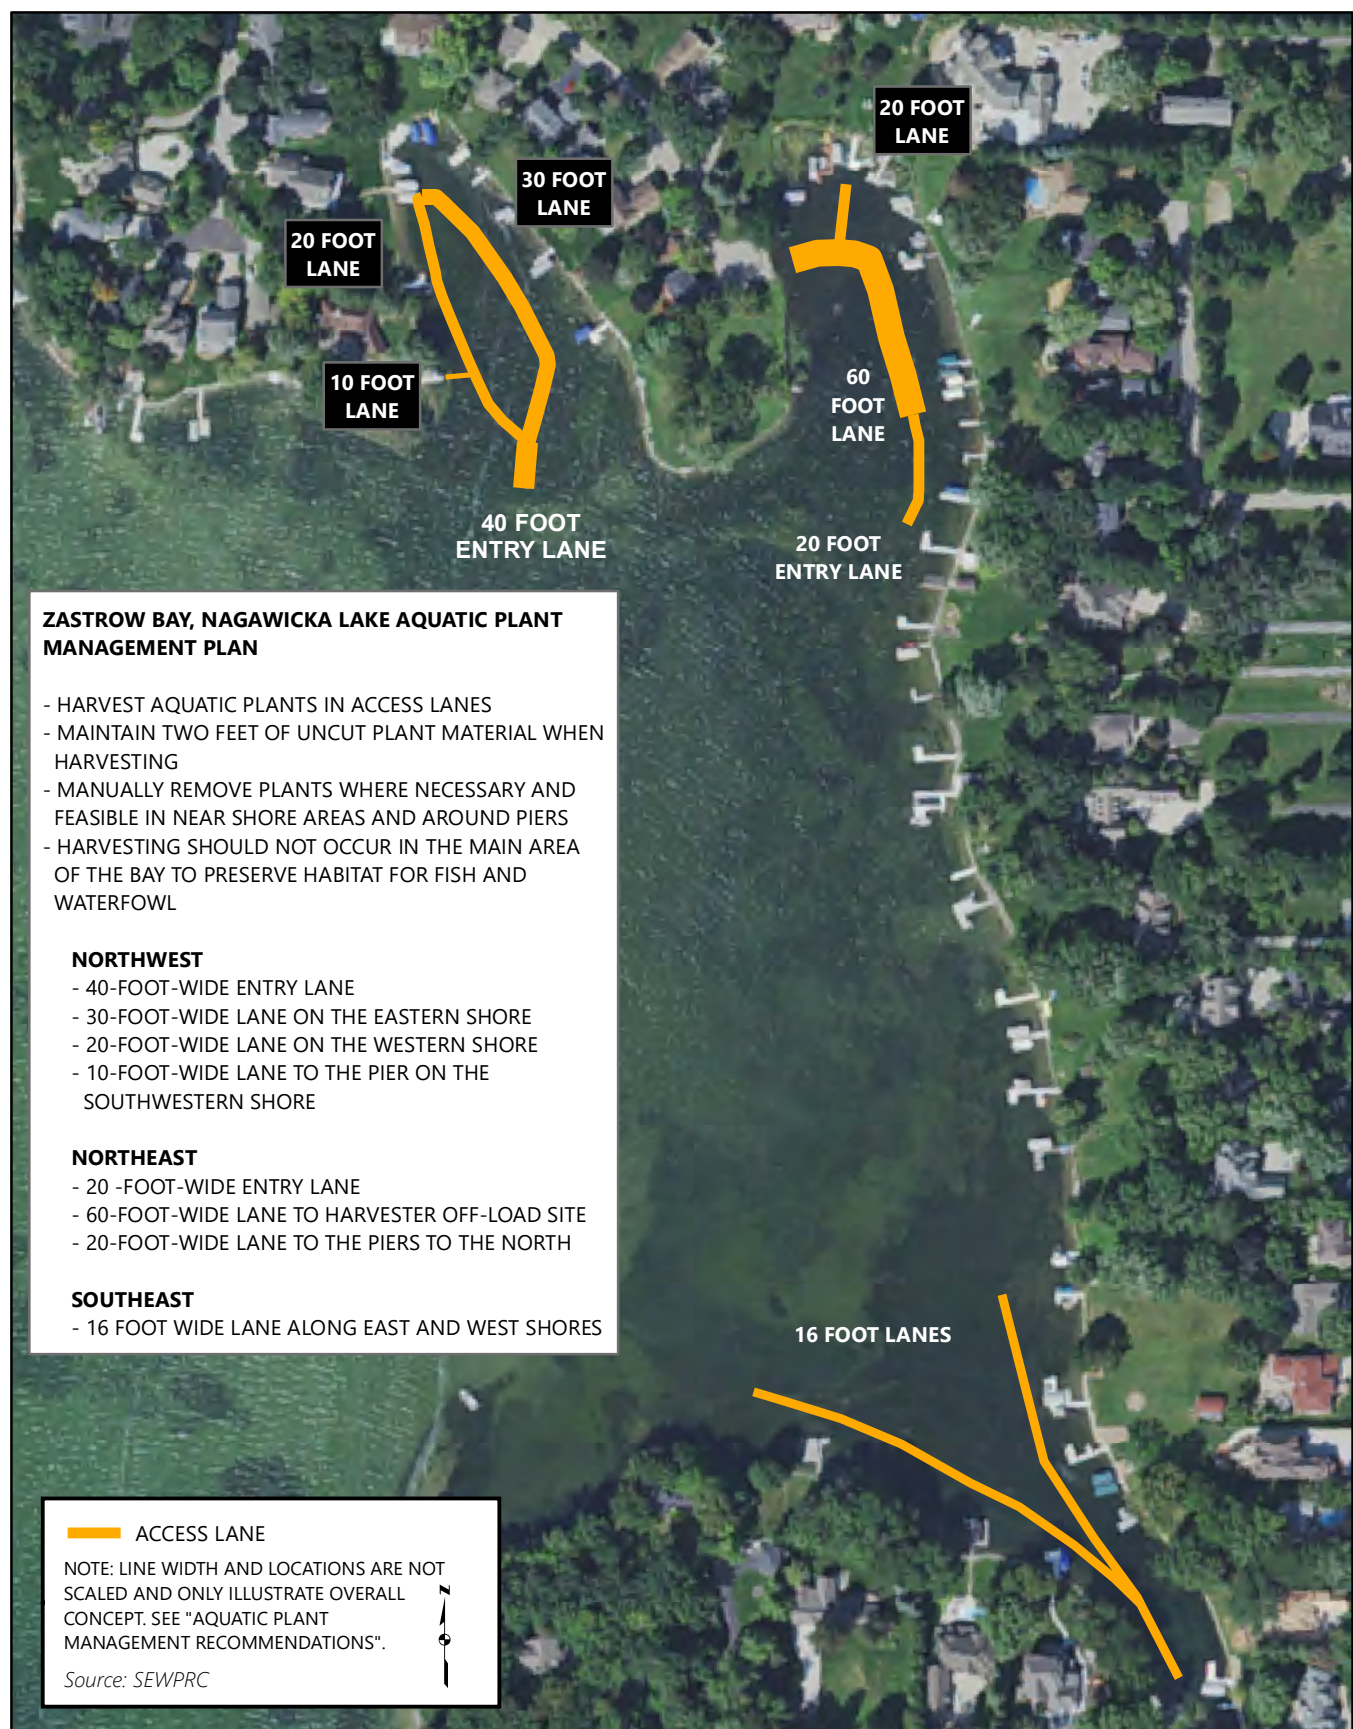 20 FOOT
LANE
30 FOOT
LANE
20 FOOT
LANE
10 FOOT
LANE
60
FOOT
LANE
40 FOOT
ENTRY LANE
20 FOOT
ENTRY LANE
ZASTROW BAY, NAGAWICKA LAKE AQUATIC PLANT
MANAGEMENT PLAN
- HARVEST AQUATIC PLANTS IN ACCESS LANES
- MAINTAIN TWO FEET OF UNCUT PLANT MATERIAL WHEN
HARVESTING
- MANUALLY REMOVE PLANTS WHERE NECESSARY AND
FEASIBLE IN NEAR SHORE AREAS AND AROUND PIERS
- HARVESTING SHOULD NOT OCCUR IN THE MAIN AREA
OF THE BAY TO PRESERVE HABITAT FOR FISH AND
WATERFOWL
NORTHWEST
- 40-FOOT-WIDE ENTRY LANE
- 30-FOOT-WIDE LANE ON THE EASTERN SHORE
- 20-FOOT-WIDE LANE ON THE WESTERN SHORE
- 10-FOOT-WIDE LANE TO THE PIER ON THE
SOUTHWESTERN SHORE
NORTHEAST
- 20 -FOOT-WIDE ENTRY LANE
- 60-FOOT-WIDE LANE TO HARVESTER OFF-LOAD SITE
- 20-FOOT-WIDE LANE TO THE PIERS TO THE NORTH
SOUTHEAST
- 16 FOOT WIDE LANE ALONG EAST AND WEST SHORES
16 FOOT LANES
ACCESS LANE
NOTE: LINE WIDTH AND LOCATIONS ARE NOT
SCALED AND ONLY ILLUSTRATE OVERALL
CONCEPT. SEE "AQUATIC PLANT
MANAGEMENT RECOMMENDATIONS".
Source: SEWPRC
N